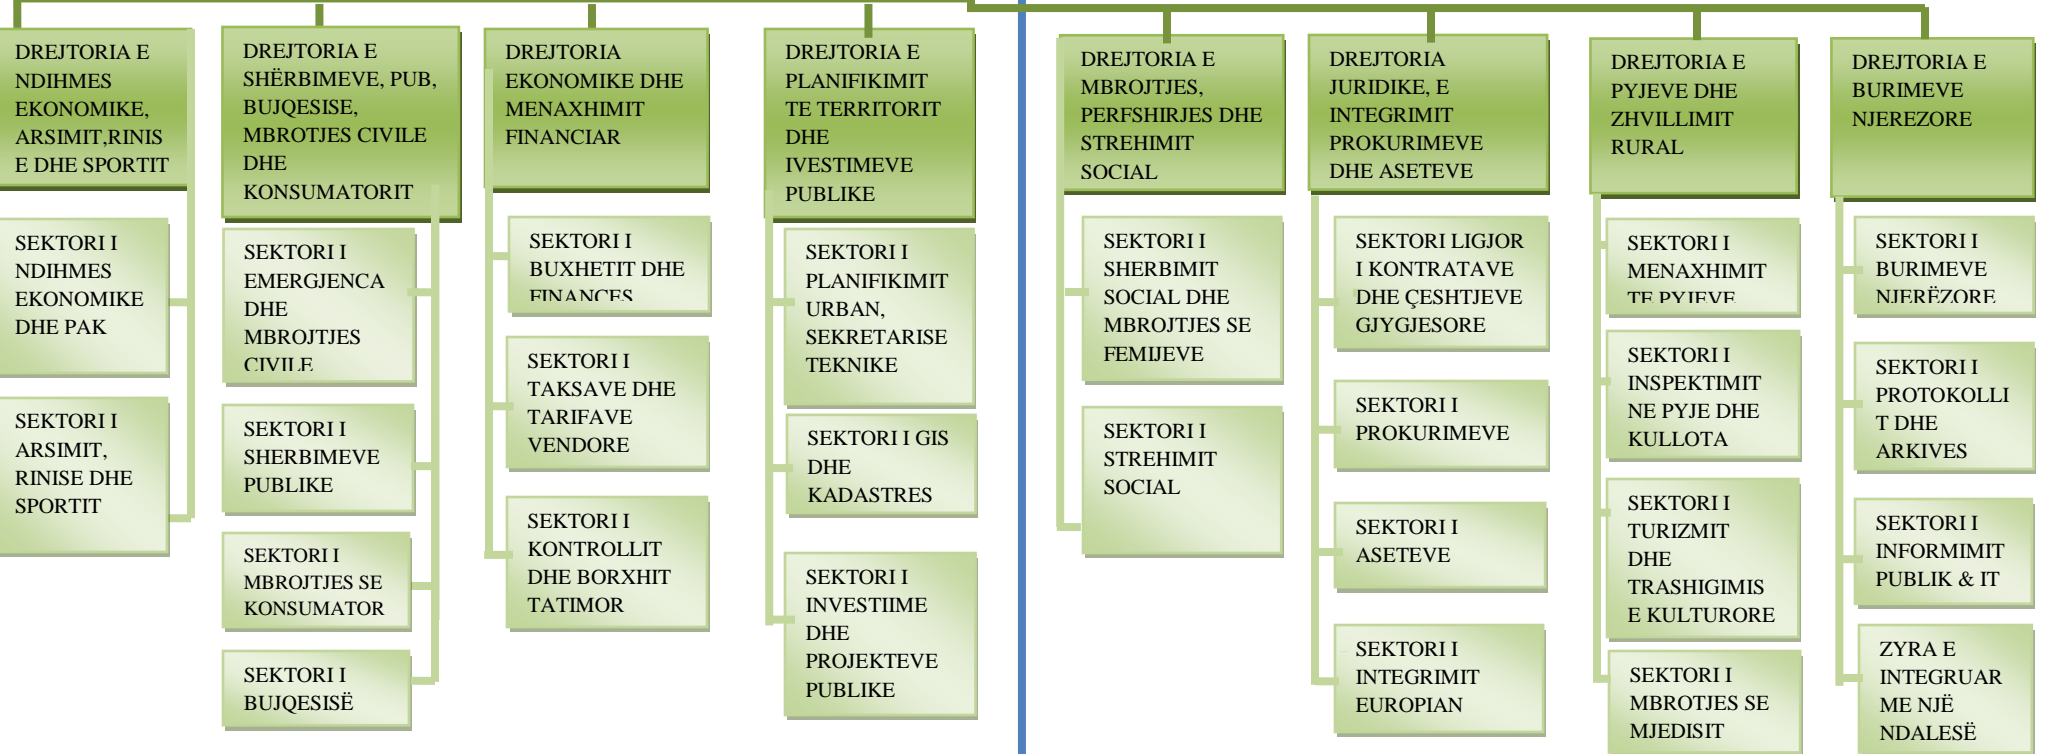 DREJTORIA E
NDIHMES
EKONOMIKE,
ARSIMIT,RINIS
E DHE SPORTIT
SEKTORI I
NDIHMES
EKONOMIKE
DHE PAK
SEKTORI I
ARSIMIT,
RINISE DHE
SPORTIT
DREJTORIA E
SHËRBIMEVE, PUB,
BUJQESISE,
MBROTJES CIVILE
DHE
KONSUMATORIT
SEKTORI I
EMERGJENCA
DHE
MBROJTJES
CIVILE
SEKTORI I
SHERBIMEVE
PUBLIKE
SEKTORI I
MBROJTJES SE
KONSUMATOR
SEKTORI I
BUJQESISË
DREJTORIA
EKONOMIKE DHE
MENAXHIMIT
FINANCIAR
SEKTORI I
BUXHETIT DHE
FINANCES
SEKTORI I
TAKSAVE DHE
TARIFAVE
VENDORE
SEKTORI I
KONTROLLIT
DHE BORXHIT
TATIMOR
DREJTORIA E
PLANIFIKIMIT
TE TERRITORIT
DHE
IVESTIMEVE
PUBLIKE
SEKTORI I
PLANIFIKIMIT
URBAN,
SEKRETARISE
TEKNIKE
SEKTORI I GIS
DHE
KADASTRES
SEKTORI I
INVESTIIME
DHE
PROJEKTEVE
PUBLIKE
DREJTORIA E
MBROJTJES,
PERFSHIRJES DHE
STREHIMIT
SOCIAL
SEKTORI I
SHERBIMIT
SOCIAL DHE
MBROJTJES SE
FEMIJEVE
SEKTORI I
STREHIMIT
SOCIAL
DREJTORIA
JURIDIKE, E
INTEGRIMIT
PROKURIMEVE
DHE ASETEVE
SEKTORI LIGJOR
I KONTRATAVE
DHE ÇESHTJEVE
GJYGJESORE
SEKTORI I
PROKURIMEVE
SEKTORI I
ASETEVE
SEKTORI I
INTEGRIMIT
EUROPIAN
DREJTORIA E
PYJEVE DHE
ZHVILLIMIT
RURAL
SEKTORI I
MENAXHIMIT
TE PYJEVE
SEKTORI I
INSPEKTIMIT
NE PYJE DHE
KULLOTA
SEKTORI I
TURIZMIT
DHE
TRASHIGIMIS
E KULTURORE
SEKTORI I
MBROTJES SE
MJEDISIT
DREJTORIA E
BURIMEVE
NJEREZORE
SEKTORI I
BURIMEVE
NJERËZORE
SEKTORI I
PROTOKOLLI
T DHE
ARKIVES
SEKTORI I
INFORMIMIT
PUBLIK & IT
ZYRA E
INTEGRUAR
ME NJË
NDALESË